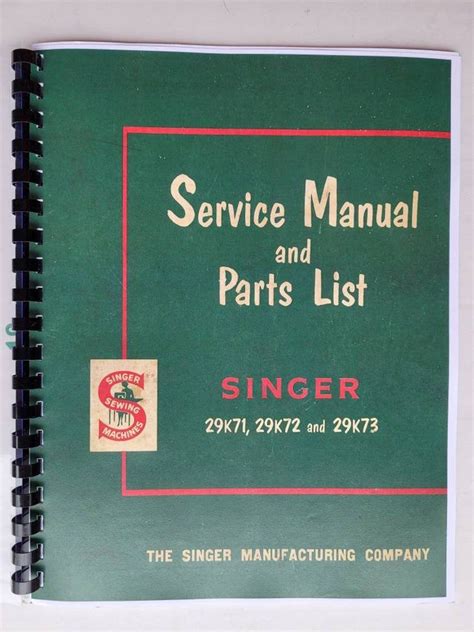 Service Manual
and
Parts List
SINGER
29K71, 29K72 and 29K73
SINGER
SEWING
MACHINES
THE SINGER MANUFACTURING COMPANY